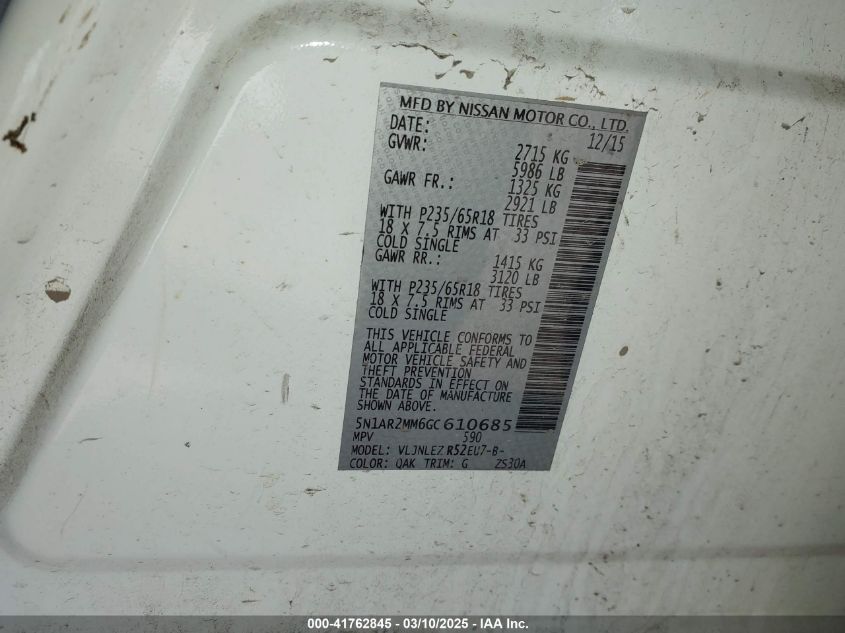 MFD BY NISSAN MOTOR CO., LTD.
DATE: 12/15
GVWR: 2715 KG
5986 LB
GAWR FR.: 1325 KG
2921 LB
WITH P235/65R18 TIRES
18 X 7.5 RIMS AT 33 PSI
COLD SINGLE
GAWR RR.: 1415 KG
3120 LB
WITH P235/65R18 TIRES
18 X 7.5 RIMS AT 33 PSI
COLD SINGLE
THIS VEHICLE CONFORMS TO
ALL APPLICABLE FEDERAL
MOTOR VEHICLE SAFETY AND
THEFT PREVENTION
STANDARDS IN EFFECT ON
THE DATE OF MANUFACTURE
SHOWN ABOVE.
5N1AR2MM6GC610685
MPV 590
MODEL: VLJNLEZ R52EU7-B-
COLOR: QAK TRIM: G ZS30A
000-41762845 — 03/10/2025 — IAA Inc.